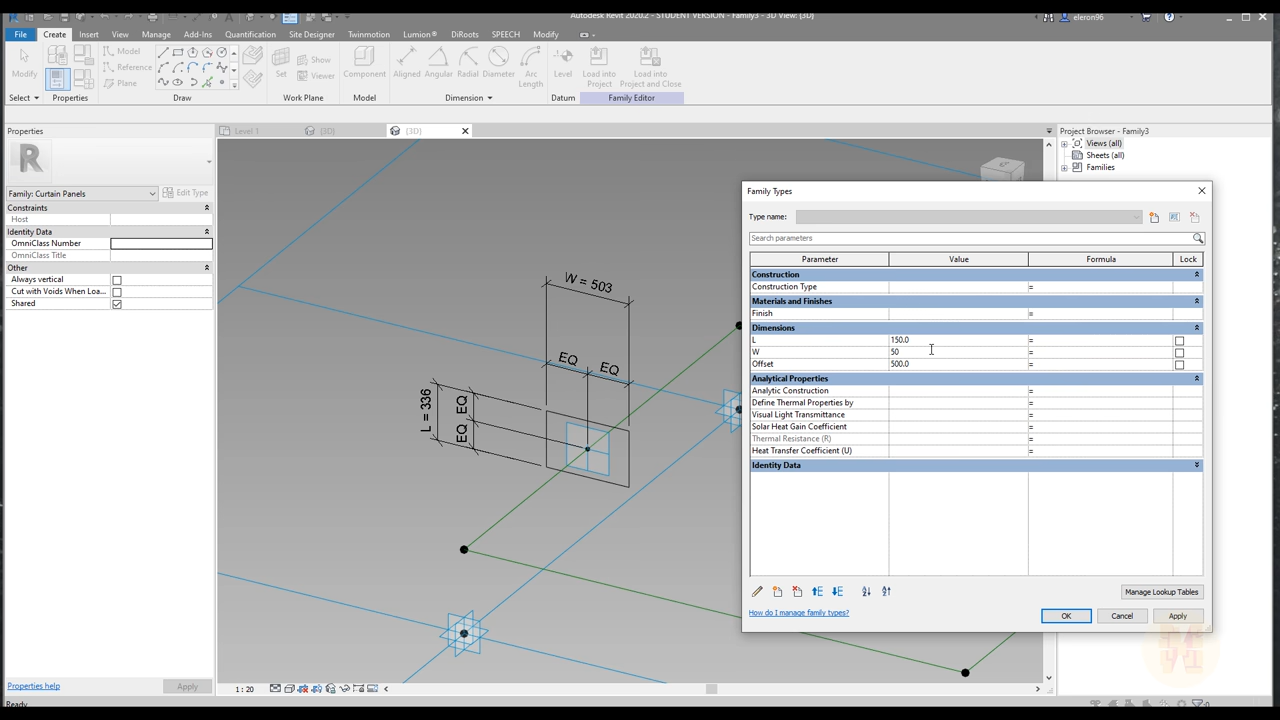 Autodesk Revit 2020.2 - STUDENT VERSION - Family3 - 3D View: {3D}
eleron96
File Create Insert View Manage Add-Ins Quantification Site Designer Twinmotion Lumion® DiRoots SPEECH Modify
Modify
Model
Reference
Plane
Set
Show
Viewer
Component
Aligned Angular Radial Diameter Arc
Length
Level
Load into
Project
Load into
Project and Close
Select Properties Draw Work Plane Model Dimension Datum Family Editor
Properties
Level 1
{3D}
{3D}
Project Browser - Family3
Views (all)
Sheets (all)
Families
R
Family: Curtain Panels
Edit Type
Constraints
Host
Identity Data
OmniClass Number
OmniClass Title
Other
Always vertical
Cut with Voids When Loa...
Shared
W = 503
EQ
EQ
L = 336
EQ
EQ
Family Types
Type name:
Search parameters
Parameter Value Formula Lock
Construction
Construction Type =
Materials and Finishes
Finish =
Dimensions
L 150.0 =
W 50 =
Offset 500.0 =
Analytical Properties
Analytic Construction =
Define Thermal Properties by =
Visual Light Transmittance =
Solar Heat Gain Coefficient =
Thermal Resistance (R) =
Heat Transfer Coefficient (U) =
Identity Data
Manage Lookup Tables
How do I manage family types?
OK Cancel Apply
Properties help
Apply
1 : 20
Ready